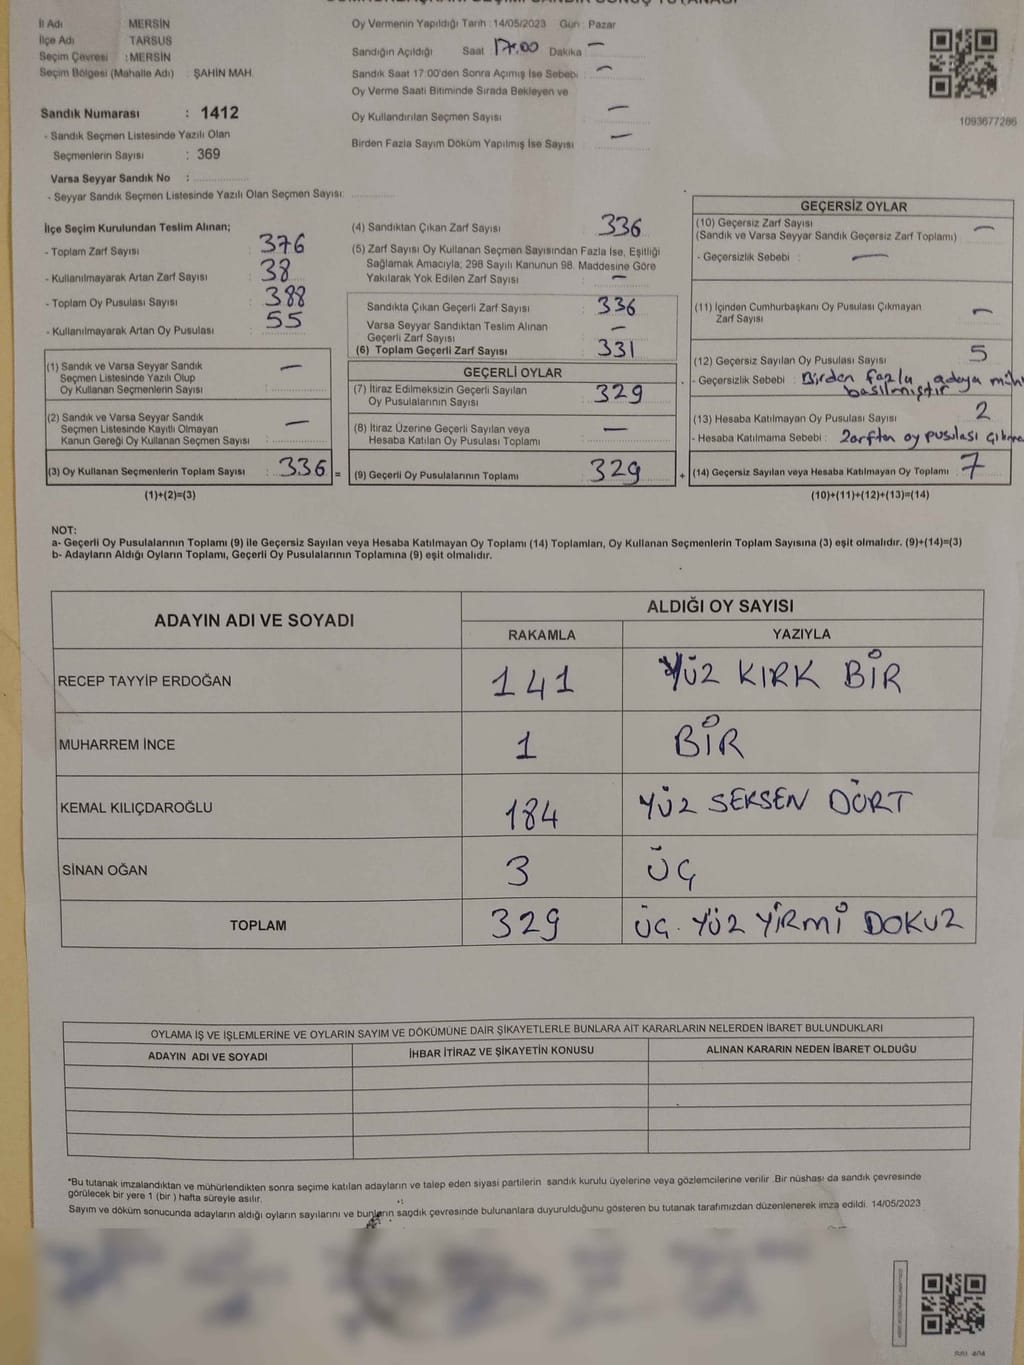 İl Adı MERSİN
İlçe Adı TARSUS
Seçim Çevresi : MERSİN
Seçim Bölgesi (Mahalle Adı) : ŞAHİN MAH.
Sandık Numarası : 1412
- Sandık Seçmen Listesinde Yazılı Olan
Seçmenlerin Sayısı : 369
Varsa Seyyar Sandık No :
- Seyyar Sandık Seçmen Listesinde Yazılı Olan Seçmen Sayısı:
Oy Vermenin Yapıldığı Tarih : 14/05/2023 Gün : Pazar
Sandığın Açıldığı Saat 17.00 Dakika —
Sandık Saat 17:00'den Sonra Açımış İse Sebebi —
Oy Verme Saati Bitiminde Sırada Bekleyen ve
Oy Kullandırılan Seçmen Sayısı —
Birden Fazla Sayım Döküm Yapılmış İse Sayısı —
1093677286
İlçe Seçim Kurulundan Teslim Alınan;
- Toplam Zarf Sayısı : 376
- Kullanılmayarak Artan Zarf Sayısı : 38
- Toplam Oy Pusulası Sayısı : 388
- Kullanılmayarak Artan Oy Pusulası : 55
(1) Sandık ve Varsa Seyyar Sandık
Seçmen Listesinde Yazılı Olup
Oy Kullanan Seçmenlerin Sayısı : —
(2) Sandık ve Varsa Seyyar Sandık
Seçmen Listesinde Kayıtlı Olmayan
Kanun Gereği Oy Kullanan Seçmen Sayısı : —
(3) Oy Kullanan Seçmenlerin Toplam Sayısı : 336 =
(1)+(2)=(3)
(4) Sandıktan Çıkan Zarf Sayısı : 336
(5) Zarf Sayısı Oy Kullanan Seçmen Sayısından Fazla İse, Eşitliği
Sağlamak Amacıyla; 298 Sayılı Kanunun 98. Maddesine Göre
Yakılarak Yok Edilen Zarf Sayısı : —
Sandıkta Çıkan Geçerli Zarf Sayısı : 336
Varsa Seyyar Sandıktan Teslim Alınan
Geçerli Zarf Sayısı : —
(6) Toplam Geçerli Zarf Sayısı : 331
GEÇERLİ OYLAR
(7) İtiraz Edilmeksizin Geçerli Sayılan
Oy Pusulalarının Sayısı : 329
(8) İtiraz Üzerine Geçerli Sayılan veya
Hesaba Katılan Oy Pusulası Toplamı : —
(9) Geçerli Oy Pusulalarının Toplamı : 329 +
GEÇERSİZ OYLAR
(10) Geçersiz Zarf Sayısı
(Sandık ve Varsa Seyyar Sandık Geçersiz Zarf Toplamı) —
- Geçersizlik Sebebi : —
(11) İçinden Cumhurbaşkanı Oy Pusulası Çıkmayan
Zarf Sayısı —
(12) Geçersiz Sayılan Oy Pusulası Sayısı : 5
- Geçersizlik Sebebi : Birden fazla adaya müh
basılmıştır
(13) Hesaba Katılmayan Oy Pusulası Sayısı 2
- Hesaba Katılmama Sebebi : Zarftan oy pusulası
(14) Geçersiz Sayılan veya Hesaba Katılmayan Oy Toplamı : 7
(10)+(11)+(12)+(13)=(14)
NOT:
a- Geçerli Oy Pusulalarının Toplamı (9) ile Geçersiz Sayılan veya Hesaba Katılmayan Oy Toplamı (14) Toplamları, Oy Kullanan Seçmenlerin Toplam Sayısına (3) eşit olmalıdır. (9)+(14)=(3)
b- Adayların Aldığı Oyların Toplamı, Geçerli Oy Pusulalarının Toplamına (9) eşit olmalıdır.
ADAYIN ADI VE SOYADI ALDIĞI OY SAYISI
RAKAMLA YAZIYLA
RECEP TAYYİP ERDOĞAN 141 YÜZ KIRK BİR
MUHARREM İNCE 1 BİR
KEMAL KILIÇDAROĞLU 184 YÜZ SEKSEN DÖRT
SİNAN OĞAN 3 ÜÇ
TOPLAM 329 ÜÇ YÜZ YİRMİ DOKUZ
OYLAMA İŞ VE İŞLEMLERİNE VE OYLARIN SAYIM VE DÖKÜMÜNE DAİR ŞİKAYETLERLE BUNLARA AİT KARARLARIN NELERDEN İBARET BULUNDUKLARI
ADAYIN ADI VE SOYADI İHBAR İTİRAZ VE ŞİKAYETİN KONUSU ALINAN KARARIN NEDEN İBARET OLDUĞU
*Bu tutanak imzalandıktan ve mühürlendikten sonra seçime katılan adayların ve talep eden siyasi partilerin sandık kurulu üyelerine veya gözlemcilerine verilir. Bir nüshası da sandık çevresinde
görülecek bir yere 1 (bir) hafta süreyle asılır.
Sayım ve döküm sonucunda adayların aldığı oyların sayılarını ve bunların sandık çevresinde bulunanlara duyurulduğunu gösteren bu tutanak tarafımızdan düzenlenerek imza edildi. 14/05/2023